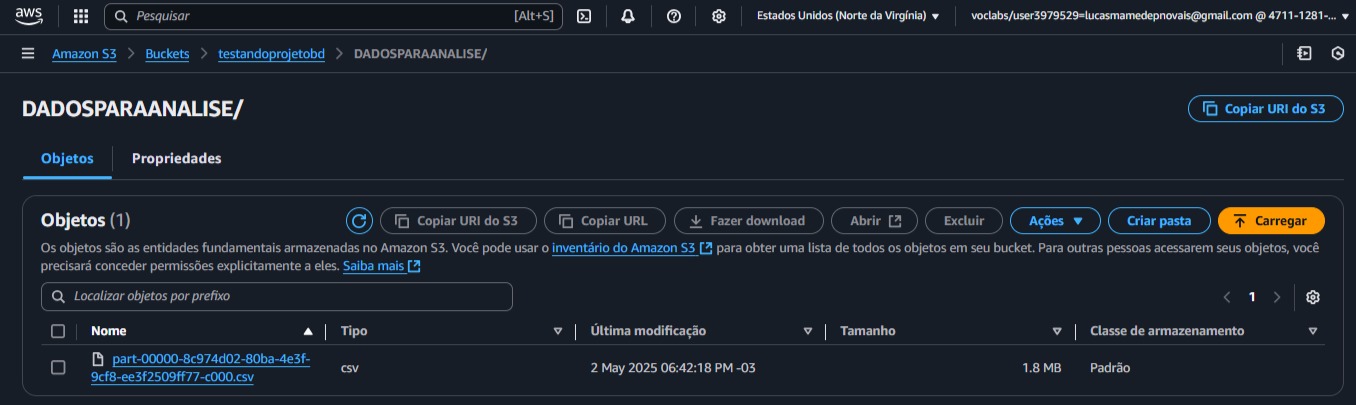 aws
Pesquisar [Alt+S] Estados Unidos (Norte da Virgínia) voclabs/user3979529=lucasmamedepnovais@gmail.com @ 4711-1281-...
Amazon S3 Buckets testandoprojetobd DADOSPARAANALISE/
DADOSPARAANALISE/ Copiar URI do S3
Objetos Propriedades
Objetos (1) Copiar URI do S3 Copiar URL Fazer download Abrir Excluir Ações Criar pasta Carregar
Os objetos são as entidades fundamentais armazenadas no Amazon S3. Você pode usar o inventário do Amazon S3 para obter uma lista de todos os objetos em seu bucket. Para outras pessoas acessarem seus objetos, você
precisará conceder permissões explicitamente a eles. Saiba mais
Localizar objetos por prefixo 1
Nome Tipo Última modificação Tamanho Classe de armazenamento
part-00000-8c974d02-80ba-4e3f-
9cf8-ee3f2509ff77-c000.csv csv 2 May 2025 06:42:18 PM -03 1.8 MB Padrão